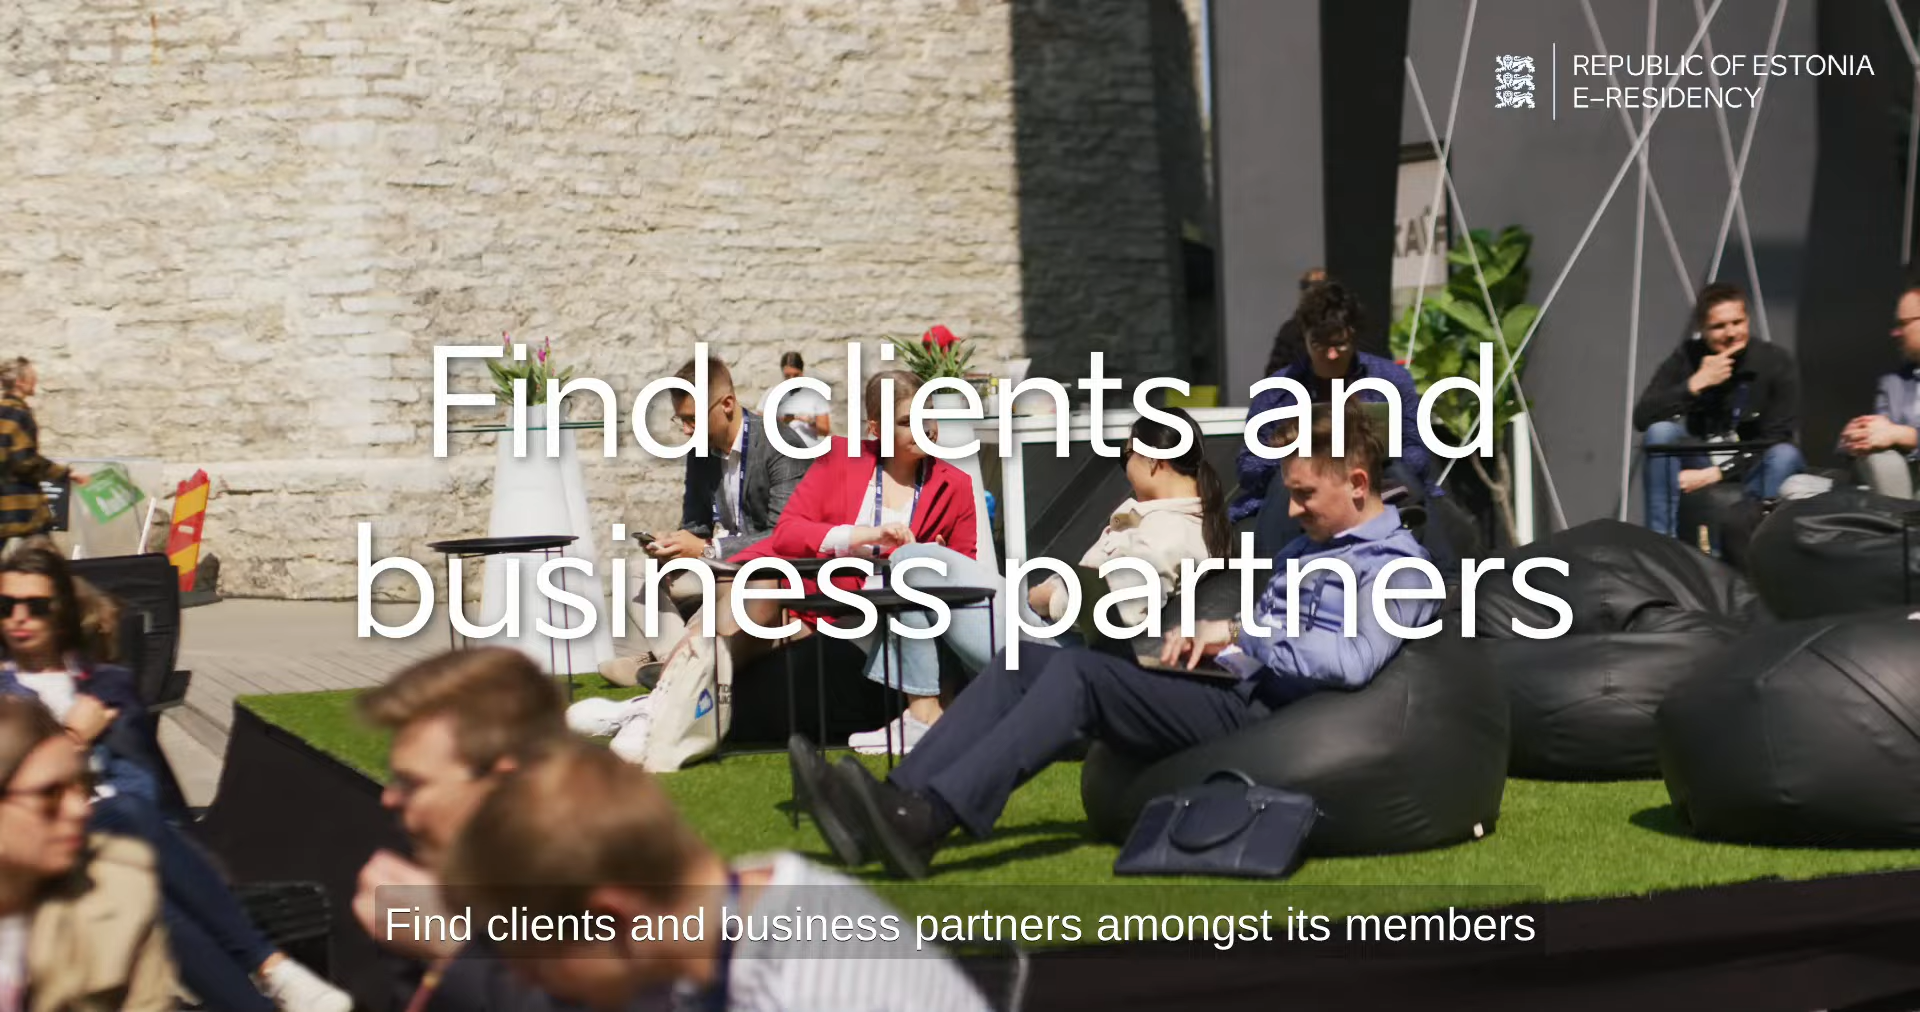 REPUBLIC OF ESTONIA
E-RESIDENCY
Find clients and
business partners
Find clients and business partners amongst its members